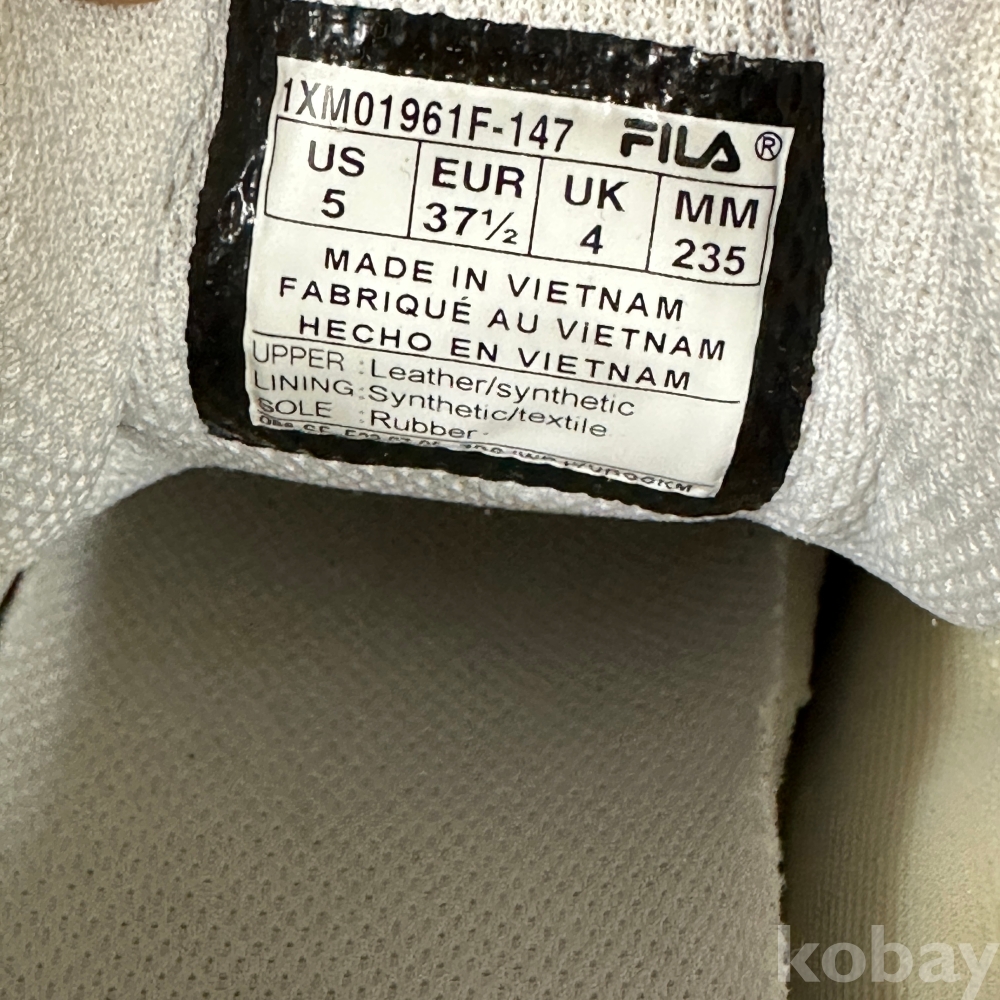 1XM01961F-147 FILA®
US EUR UK MM
5 37½ 4 235
MADE IN VIETNAM
FABRIQUÉ AU VIETNAM
HECHO EN VIETNAM
UPPER :Leather/synthetic
LINING:Synthetic/textile
SOLE :Rubber
kobay